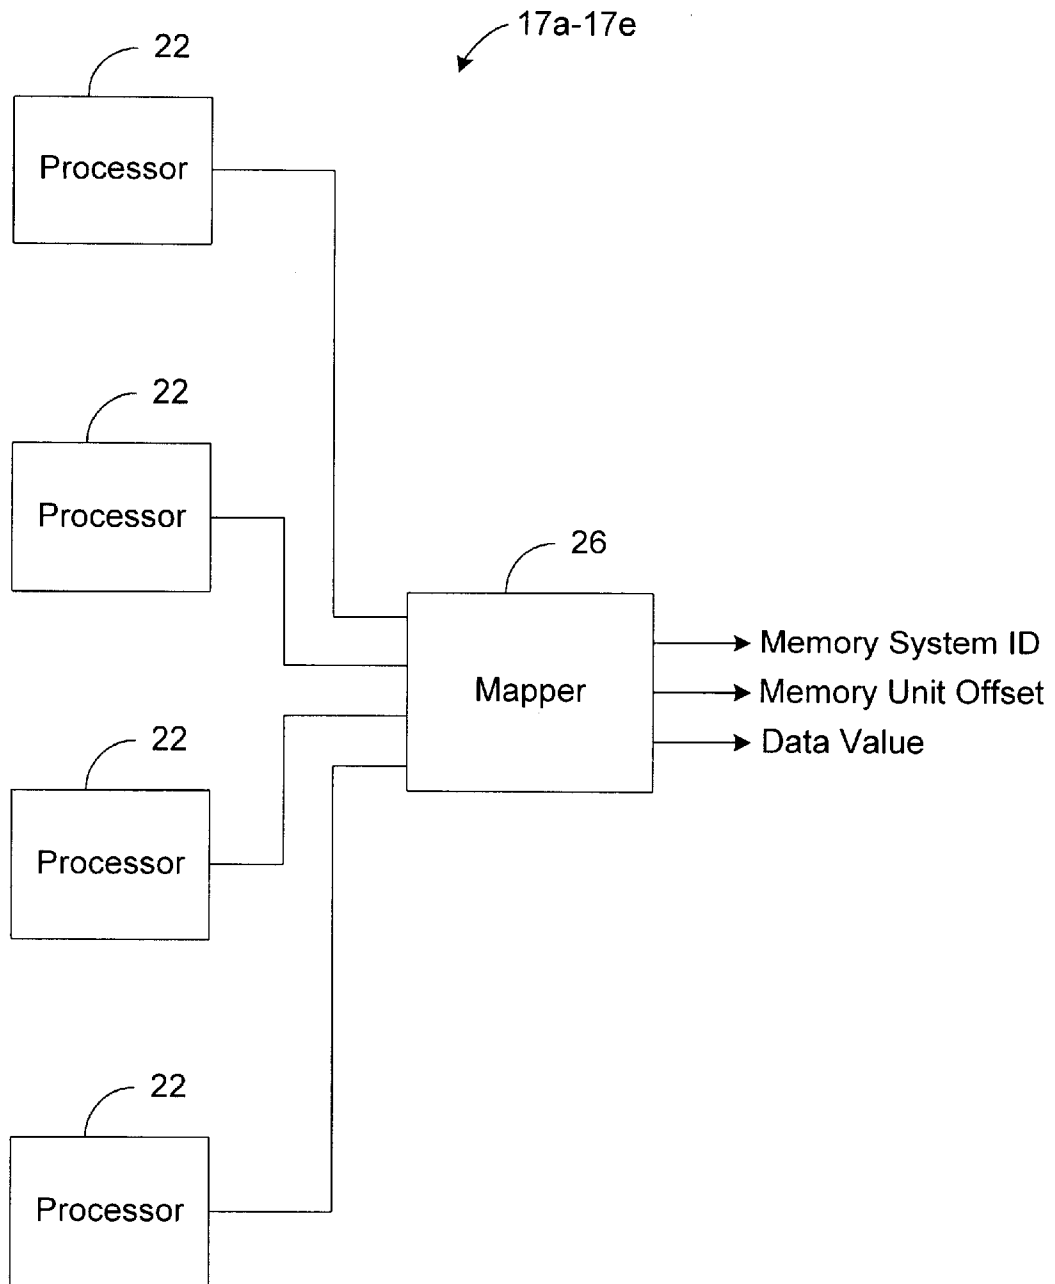 17a-17e
22
Processor
22
Processor
26
Mapper
Memory System ID
Memory Unit Offset
Data Value
22
Processor
22
Processor